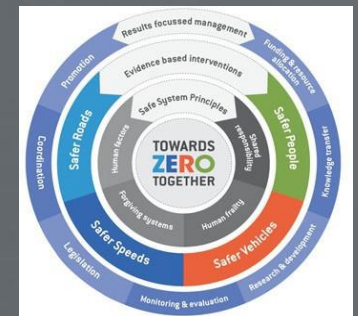 Results focussed management
Funding & resource
allocation
Knowledge transfer
Research & development
Monitoring & evaluation
Legislation
Coordination
Promotion
Evidence based interventions
Safer People
Safer Vehicles
Safer Speeds
Safer Roads
Safe System Principles
Shared
responsibility
Human frailty
Forgiving systems
Human factors
TOWARDS
ZERO
TOGETHER